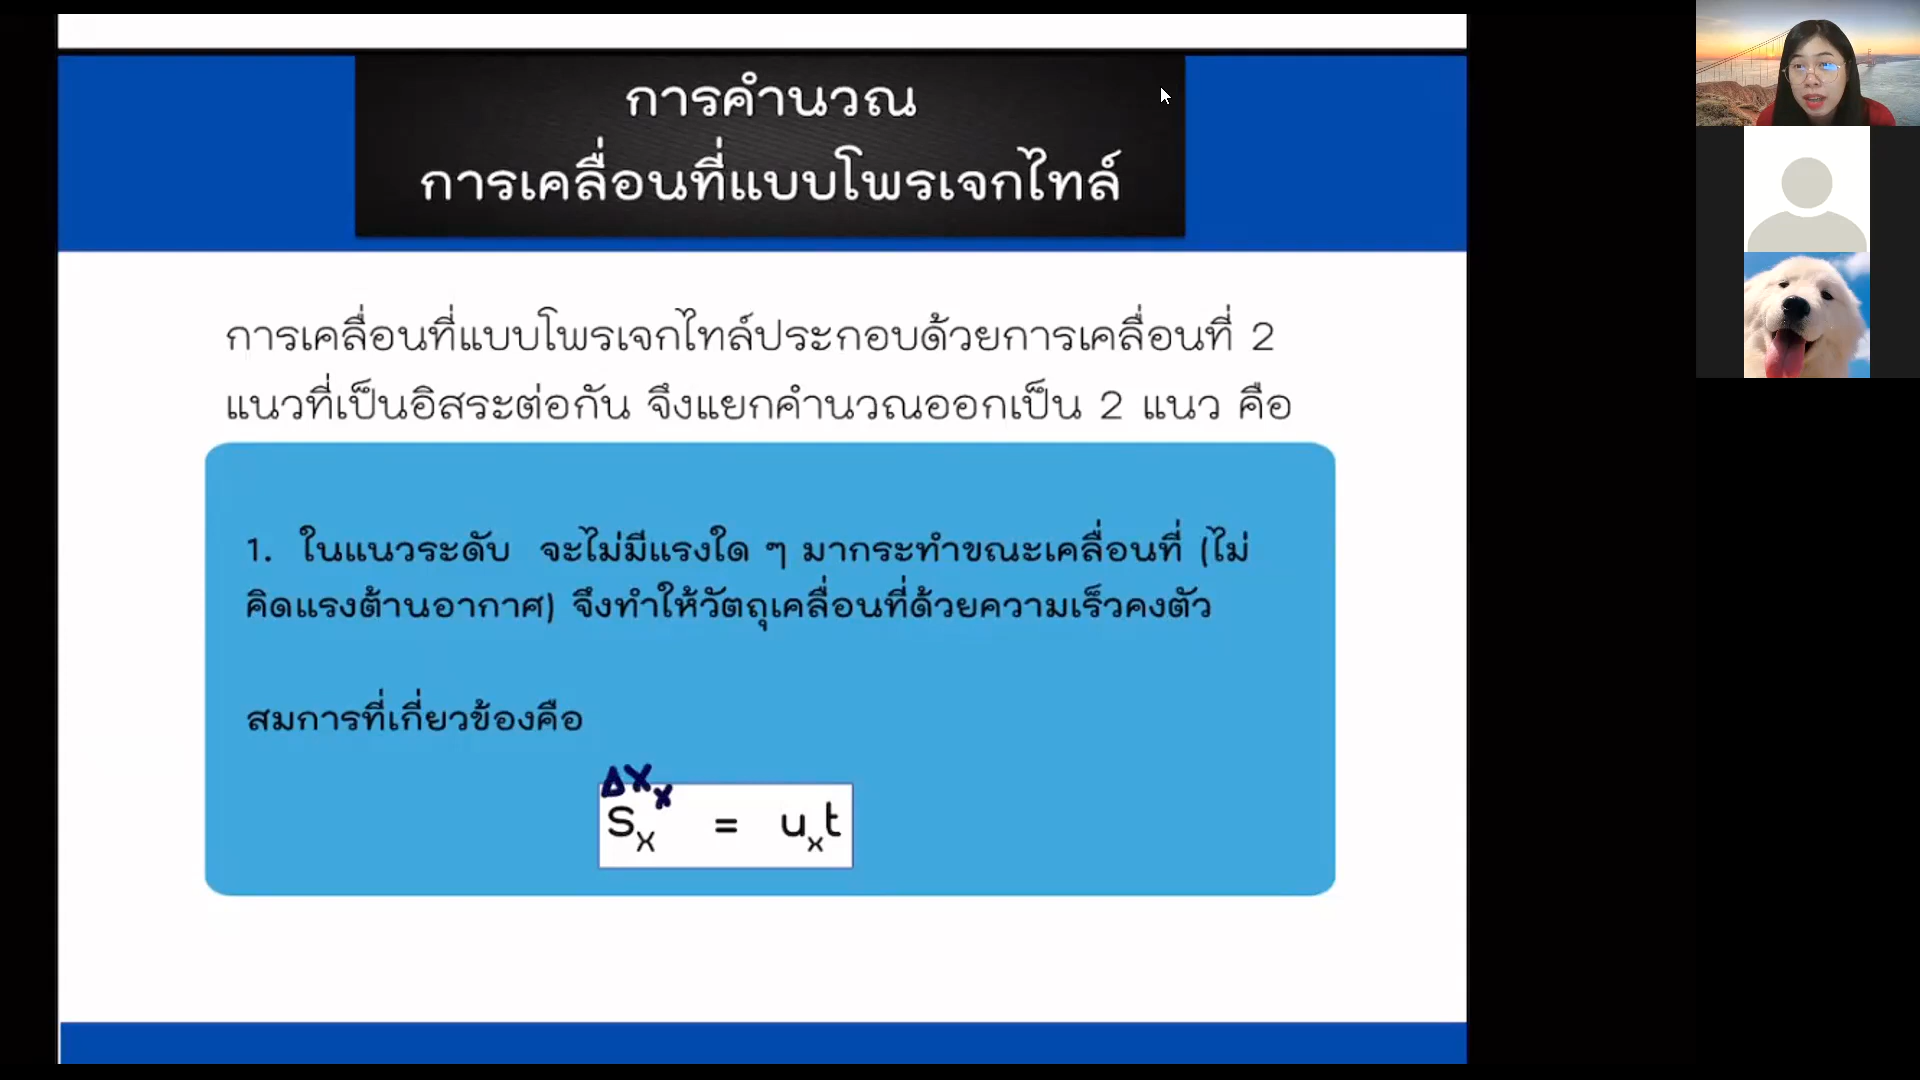 การคำนวณ
การเคลื่อนที่แบบโพรเจกไทล์
การเคลื่อนที่แบบโพรเจกไทล์ประกอบด้วยการเคลื่อนที่ 2
แนวที่เป็นอิสระต่อกัน จึงแยกคำนวณออกเป็น 2 แนว คือ
1. ในแนวระดับ จะไม่มีแรงใด ๆ มากระทำขณะเคลื่อนที่ (ไม่
คิดแรงต้านอากาศ) จึงทำให้วัตถุเคลื่อนที่ด้วยความเร็วคงตัว
สมการที่เกี่ยวข้องคือ
Δx x
sₓ = uₓt